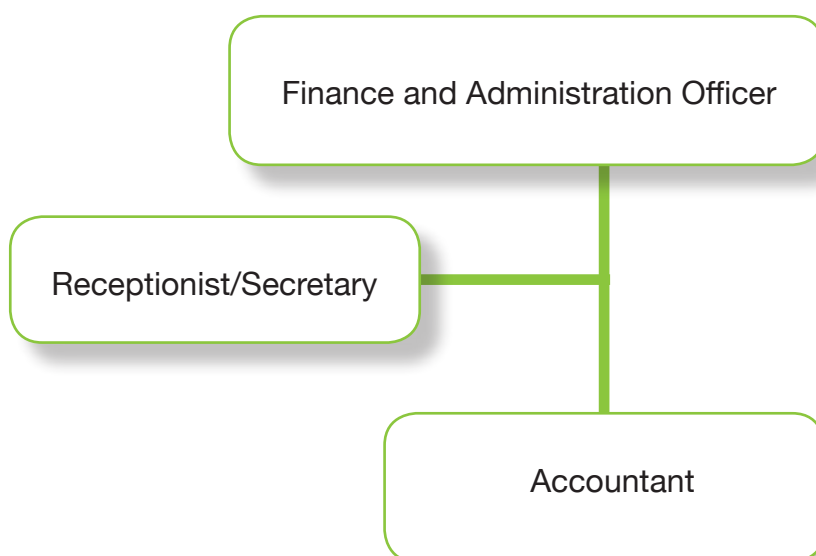 Finance and Administration Officer
Receptionist/Secretary
Accountant